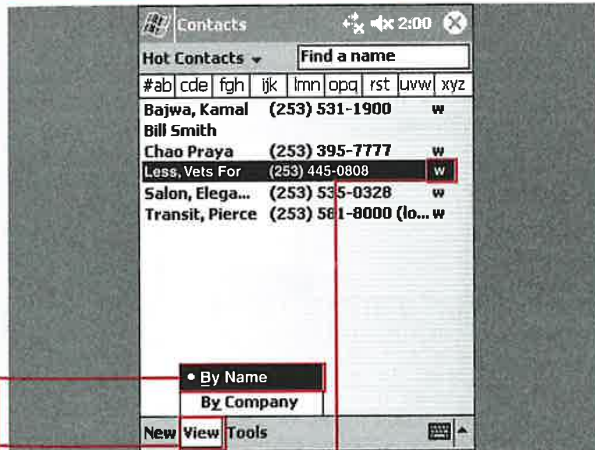 Contacts 2:00
Hot Contacts Find a name
#ab cde fgh ijk lmn opq rst uvw xyz
Bajwa, Kamal (253) 531-1900 w
Bill Smith
Chao Praya (253) 395-7777 w
Less, Vets For (253) 445-0808 w
Salon, Elega... (253) 535-0328 w
Transit, Pierce (253) 581-8000 (lo... w
• By Name
By Company
New View Tools